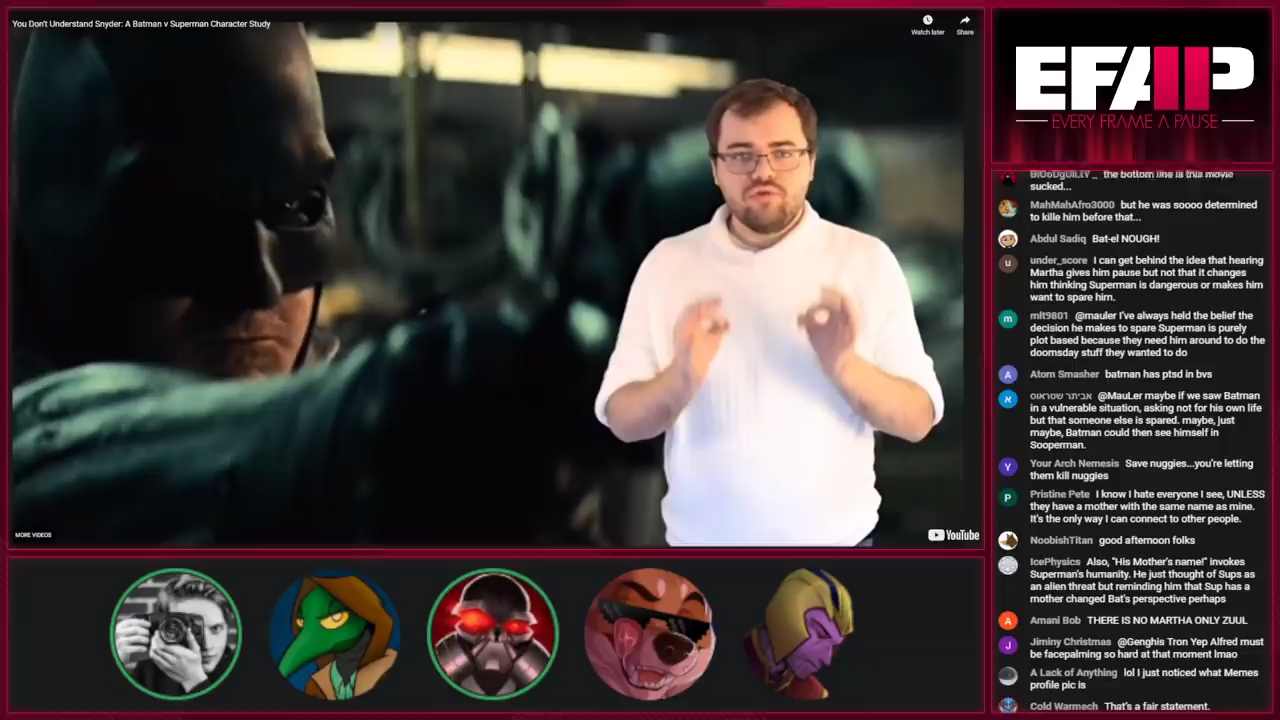 You Don't Understand Snyder: A Batman v Superman Character Study
Watch later
Share
MORE VIDEOS
YouTube
EFAP
EVERY FRAME A PAUSE
the bottom line is this movie
sucked...
MahMahAfro3000 but he was soooo determined
to kille him before that...
Abdul Sadiq Bat-el NOUGH!
under_score I can get behind the idea that hearing
Martha gives him pause but not that it changes
him thinking Superman is dangerous or makes him
want to spare him.
mlt9801 @mauler I've always held the belief the
decision he makes to spare Superman is purely
plot based because they need him around to do the
doomsday stuff they wanted to do
Atom Smasher batman has ptsd in bvs
אביתר שטראוס @MauLer maybe if we saw Batman
in a vulnerable situation, asking not for his own life
but that someone else is spared. maybe, just
maybe, Batman could then see himself in
Sooperman.
Your Arch Nemesis Save nuggies...you're letting
them kill nuggies
Pristine Pete I know I hate everyone I see, UNLESS
they have a mother with the same name as mine.
It's the only way I can connect to other people.
NoobishTitan good afternoon folks
IcePhysics Also, "His Mother's name!" invokes
Superman's humanity. He just thought of Sups as
an alien threat but reminding him that Sup has a
mother changed Bat's perspective perhaps
Amani Bob THERE IS NO MARTHA ONLY ZUUL
Jiminy Christmas @Genghis Tron Yep Alfred must
be facepalming so hard at that moment lmao
A Lack of Anything lol I just noticed what Memes
profile pic is
Cold Warmech That's a fair statement.